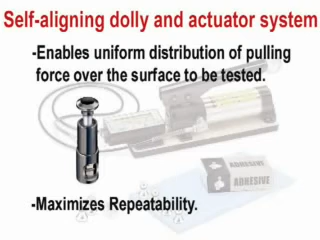 Self-aligning dolly and actuator system
-Enables uniform distribution of pulling
force over the surface to be tested.
ADHESIVE
ADHESIVE
-Maximizes Repeatability.